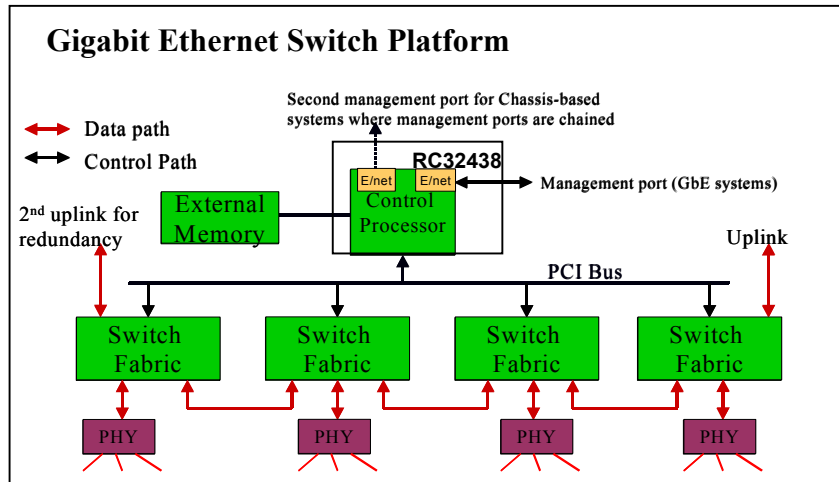 Gigabit Ethernet Switch Platform
Second management port for Chassis-based
systems where management ports are chained
Data path
Control Path
RC32438
E/net
E/net
Control
Processor
Management port (GbE systems)
External
Memory
2nd uplink for
redundancy
Uplink
PCI Bus
Switch
Fabric
Switch
Fabric
Switch
Fabric
Switch
Fabric
PHY
PHY
PHY
PHY